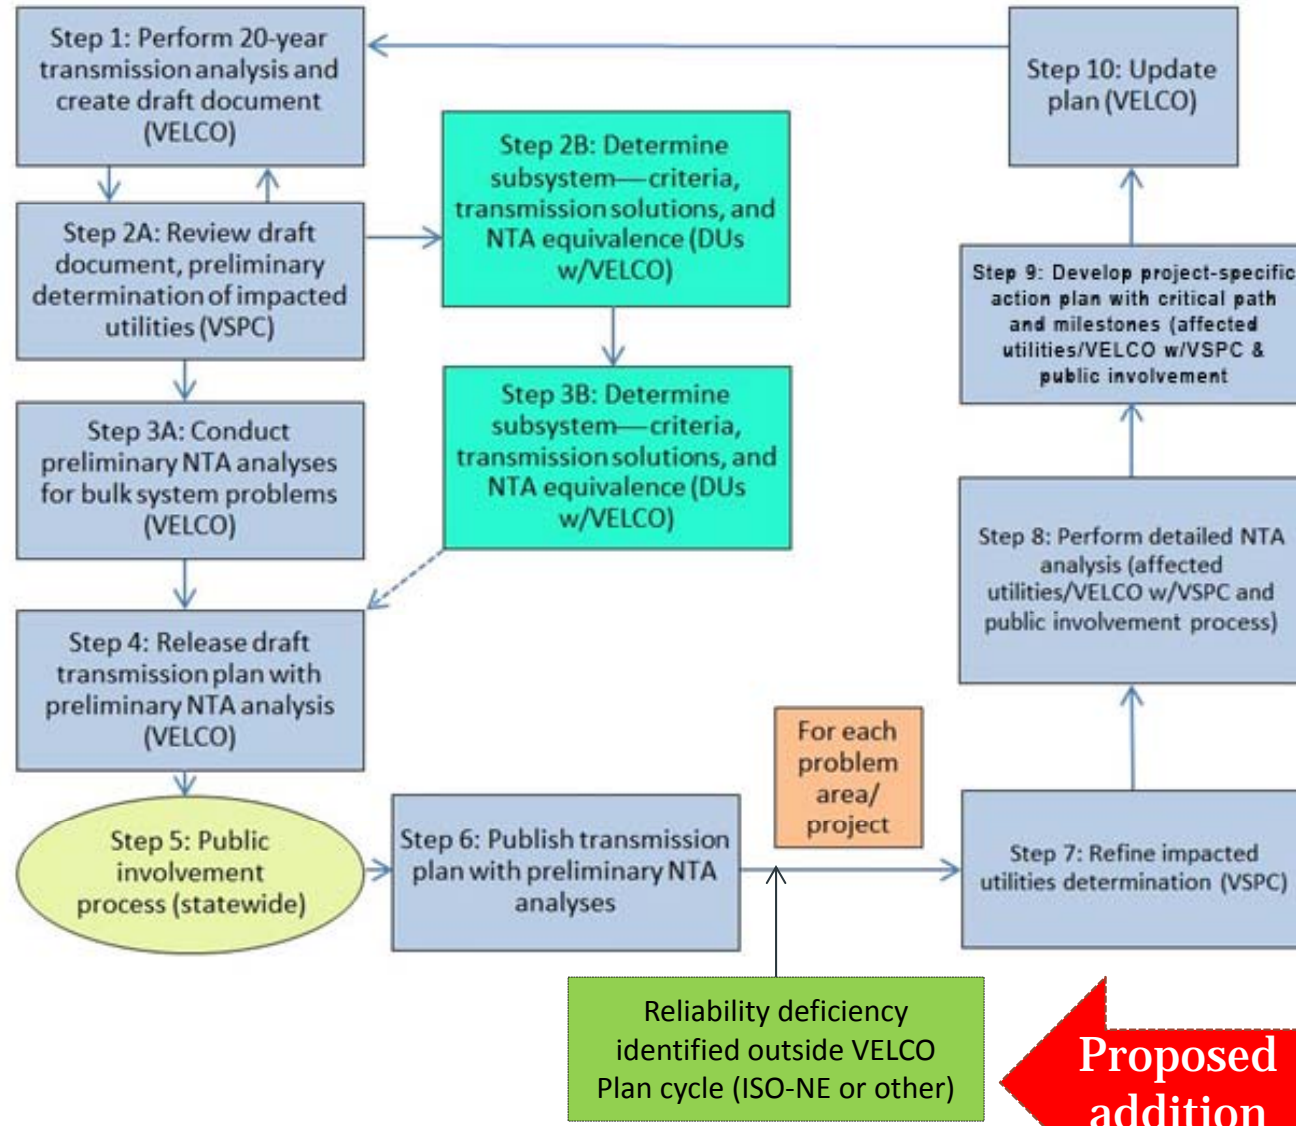 Step 1: Perform 20-year
transmission analysis and
create draft document
(VELCO)
Step 10: Update
plan (VELCO)
Step 2B: Determine
subsystem—criteria,
transmission solutions, and
NTA equivalence (DUs
w/VELCO)
Step 2A: Review draft
document, preliminary
determination of impacted
utilities (VSPC)
Step 9: Develop project-specific
action plan with critical path
and milestones (affected
utilities/VELCO w/VSPC &
public involvement
Step 3B: Determine
subsystem—criteria,
transmission solutions, and
NTA equivalence (DUs
w/VELCO)
Step 3A: Conduct
preliminary NTA analyses
for bulk system problems
(VELCO)
Step 8: Perform detailed NTA
analysis (affected
utilities/VELCO w/VSPC and
public involvement process)
Step 4: Release draft
transmission plan with
preliminary NTA analysis
(VELCO)
For each
problem
area/
project
Step 5: Public
involvement
process (statewide)
Step 6: Publish transmission
plan with preliminary NTA
analyses
Step 7: Refine impacted
utilities determination (VSPC)
Reliability deficiency
identified outside VELCO
Plan cycle (ISO-NE or other)
Proposed
addition